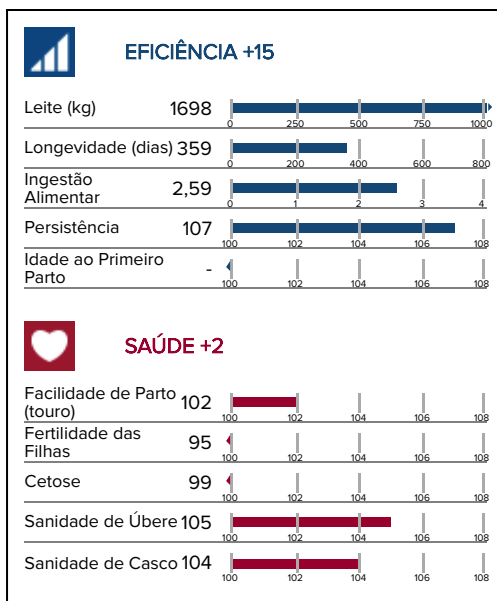 EFICIÊNCIA +15
Leite (kg) 1698
0 250 500 750 1000
Longevidade (dias) 359
0 200 400 600 800
Ingestão
Alimentar 2,59
0 1 2 3 4
Persistência 107
100 102 104 106 108
Idade ao Primeiro
Parto -
100 102 104 106 108
SAÚDE +2
Facilidade de Parto
(touro) 102
100 102 104 106 108
Fertilidade das
Filhas 95
100 102 104 106 108
Cetose 99
100 102 104 106 108
Sanidade de Úbere 105
100 102 104 106 108
Sanidade de Casco 104
100 102 104 106 108